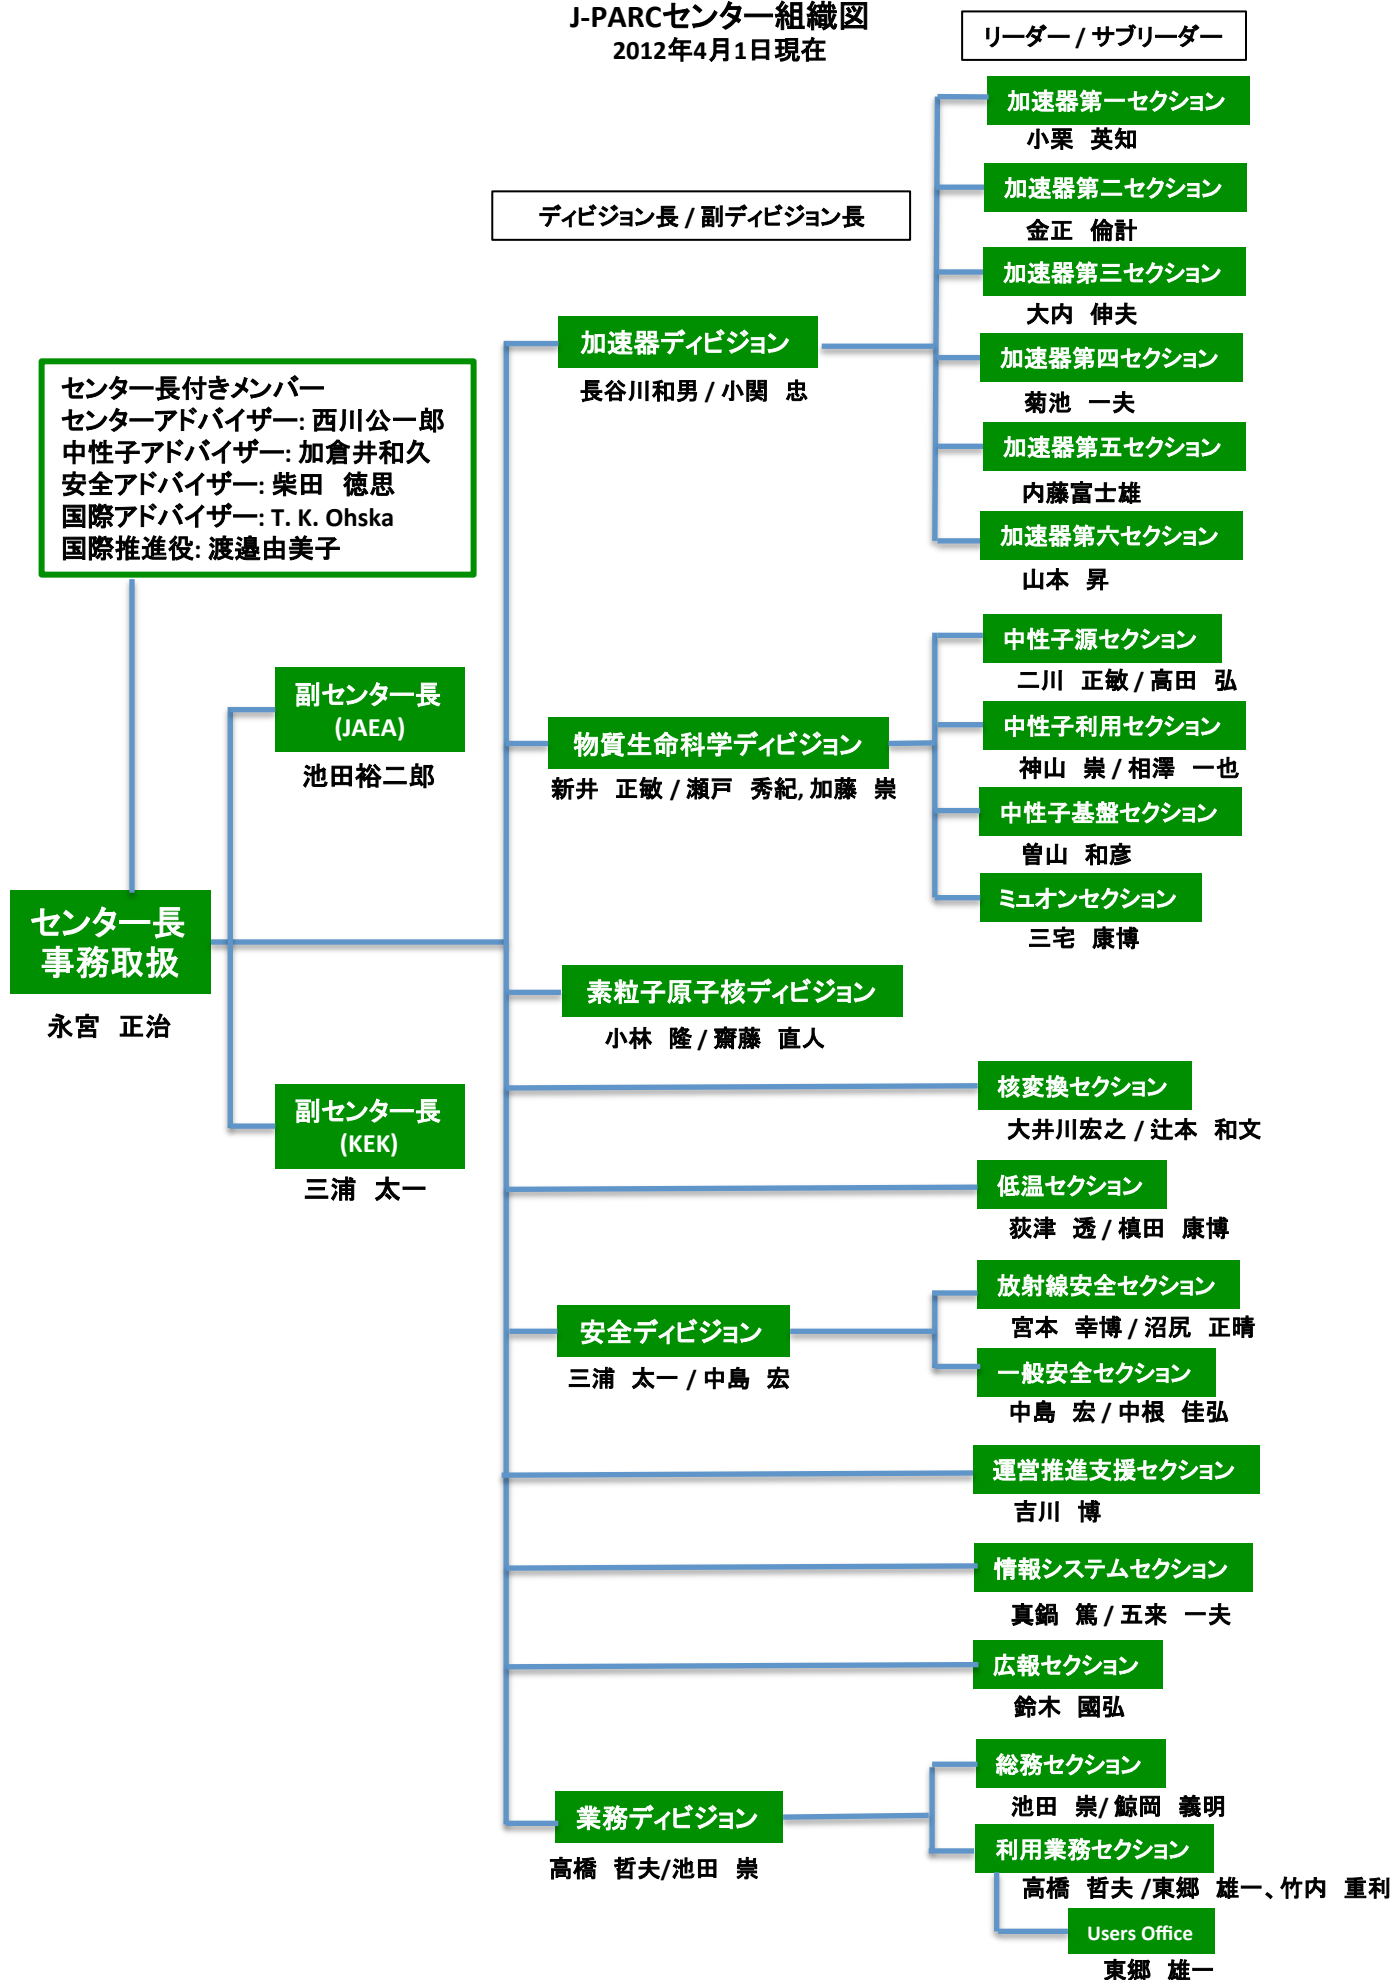 J-PARCセンター組織図
2012年4月1日現在
リーダー / サブリーダー
ディビジョン長 / 副ディビジョン長
センター長付きメンバー
センターアドバイザー: 西川公一郎
中性子アドバイザー: 加倉井和久
安全アドバイザー: 柴田　徳思
国際アドバイザー: T. K. Ohska
国際推進役: 渡邉由美子
センター長
事務取扱
永宮　正治
副センター長
(JAEA)
池田裕二郎
副センター長
(KEK)
三浦　太一
加速器ディビジョン
長谷川和男 / 小関　忠
加速器第一セクション
小栗　英知
加速器第二セクション
金正　倫計
加速器第三セクション
大内　伸夫
加速器第四セクション
菊池　一夫
加速器第五セクション
内藤富士雄
加速器第六セクション
山本　昇
物質生命科学ディビジョン
新井　正敏 / 瀬戸　秀紀, 加藤　崇
中性子源セクション
二川　正敏 / 高田　弘
中性子利用セクション
神山　崇 / 相澤　一也
中性子基盤セクション
曽山　和彦
ミュオンセクション
三宅　康博
素粒子原子核ディビジョン
小林　隆 / 齋藤　直人
核変換セクション
大井川宏之 / 辻本　和文
低温セクション
荻津　透 / 槙田　康博
安全ディビジョン
三浦　太一 / 中島　宏
放射線安全セクション
宮本　幸博 / 沼尻　正晴
一般安全セクション
中島　宏 / 中根　佳弘
運営推進支援セクション
吉川　博
情報システムセクション
真鍋　篤 / 五来　一夫
広報セクション
鈴木　國弘
業務ディビジョン
高橋　哲夫/池田　崇
総務セクション
池田　崇/ 鯨岡　義明
利用業務セクション
高橋　哲夫 /東郷　雄一、竹内　重利
Users Office
東郷　雄一